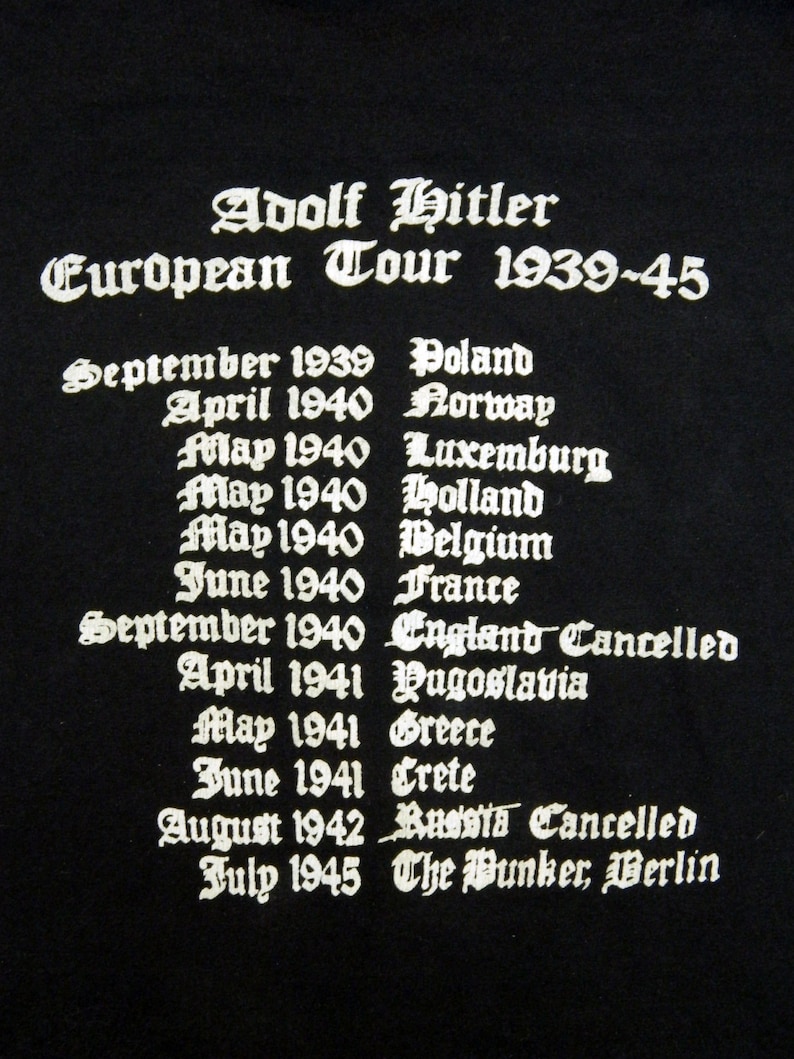 Adolf Hitler
European Tour 1939-45
September 1939 Poland
April 1940 Norway
May 1940 Luxemburg
May 1940 Holland
May 1940 Belgium
June 1940 France
September 1940 England Cancelled
April 1941 Yugoslavia
May 1941 Greece
June 1941 Crete
August 1942 Russia Cancelled
July 1945 The Bunker, Berlin